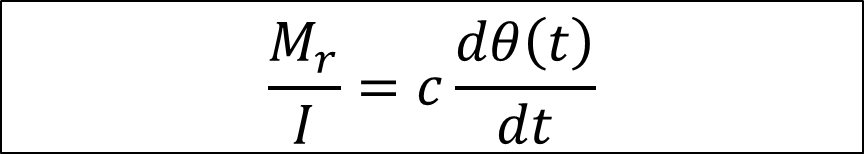 M_r/I = c dθ(t)/dt